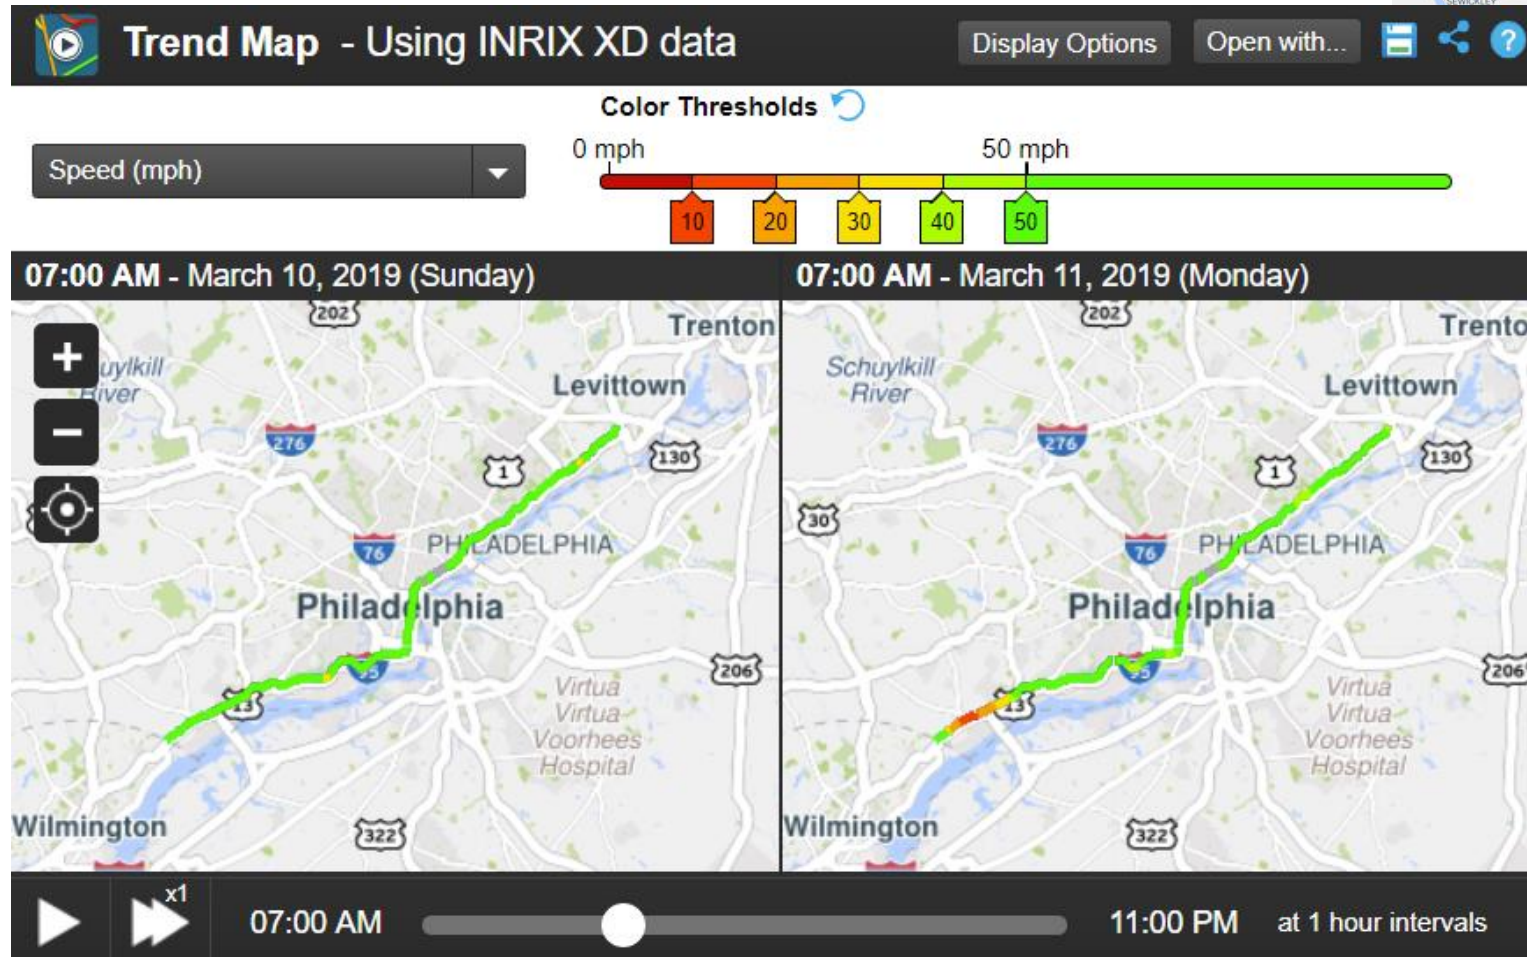 SEWICKLEY
Trend Map - Using INRIX XD data
Display Options
Open with...
?
Color Thresholds
Speed (mph)
0 mph
50 mph
10
20
30
40
50
07:00 AM - March 10, 2019 (Sunday)
202
Trenton
uylkill
River
Levittown
276
1
130
76
PHILADELPHIA
Philadelphia
95
206
13
Virtua
Virtua
Voorhees
Hospital
Wilmington
322
07:00 AM - March 11, 2019 (Monday)
202
Trento
Schuylkill
River
Levittown
276
1
130
30
76
PHILADELPHIA
Philadelphia
95
206
13
Virtua
Virtua
Voorhees
Hospital
Wilmington
322
x1
07:00 AM
11:00 PM
at 1 hour intervals